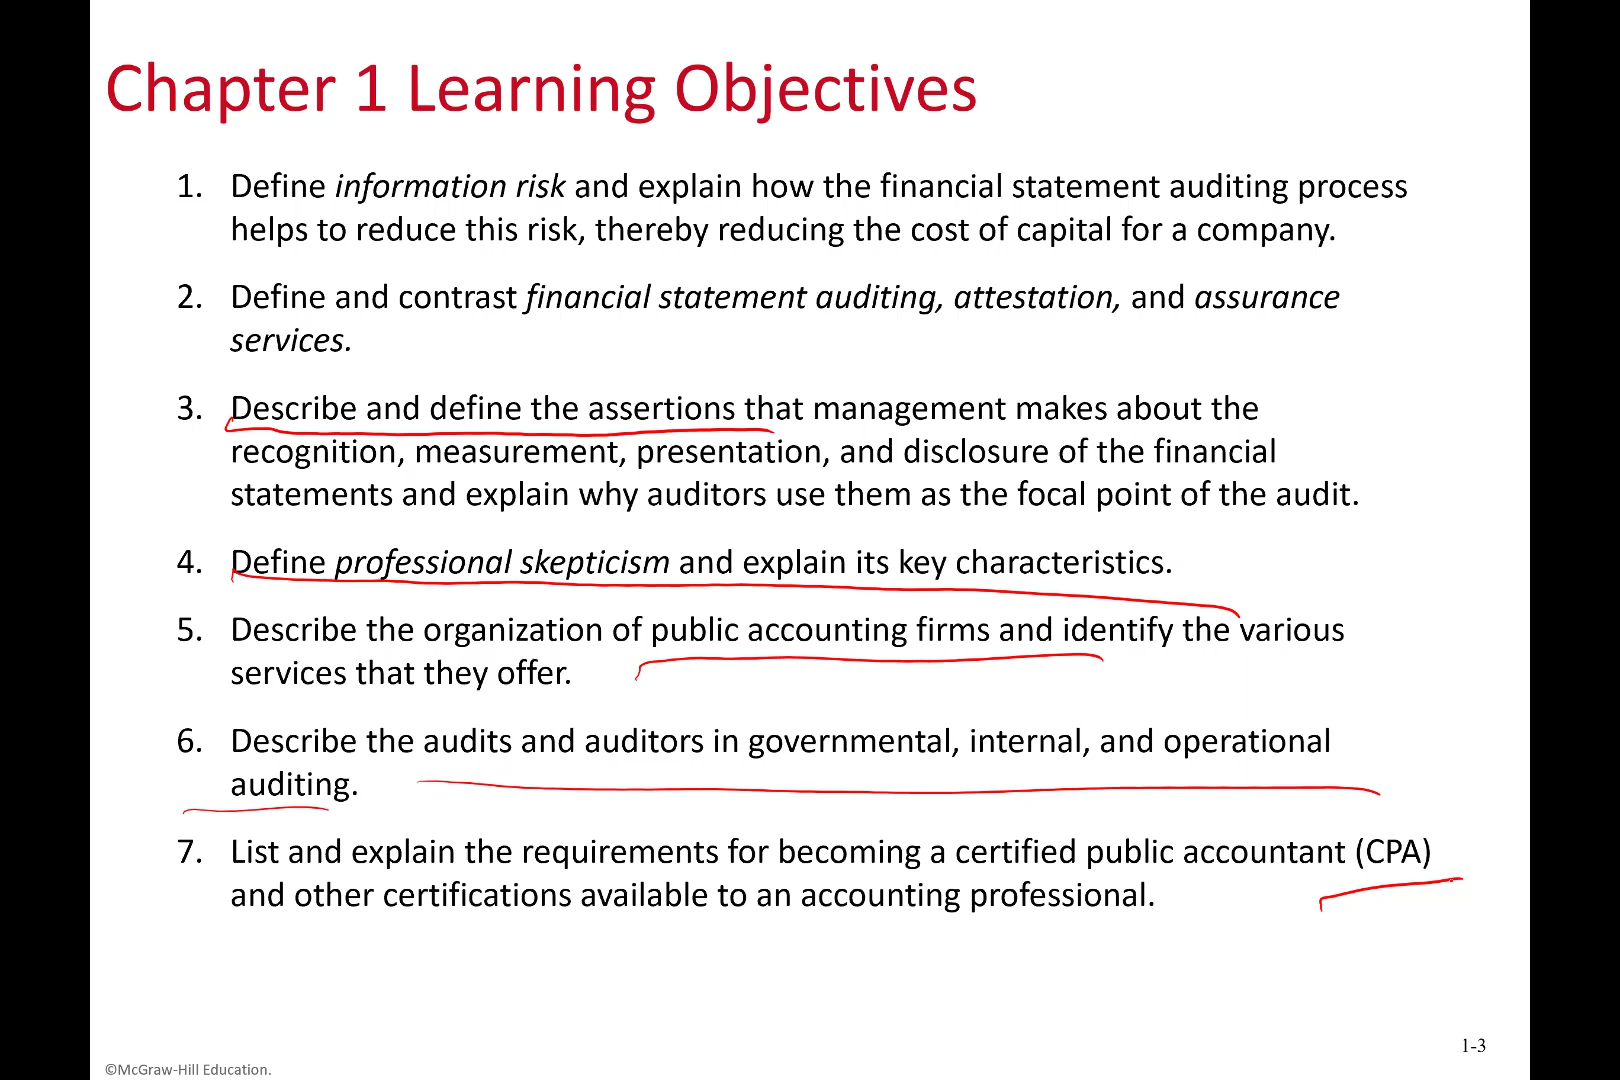 Chapter 1 Learning Objectives
1. Define information risk and explain how the financial statement auditing process
helps to reduce this risk, thereby reducing the cost of capital for a company.
2. Define and contrast financial statement auditing, attestation, and assurance
services.
3. Describe and define the assertions that management makes about the
recognition, measurement, presentation, and disclosure of the financial
statements and explain why auditors use them as the focal point of the audit.
4. Define professional skepticism and explain its key characteristics.
5. Describe the organization of public accounting firms and identify the various
services that they offer.
6. Describe the audits and auditors in governmental, internal, and operational
auditing.
7. List and explain the requirements for becoming a certified public accountant (CPA)
and other certifications available to an accounting professional.
1-3
©McGraw-Hill Education.